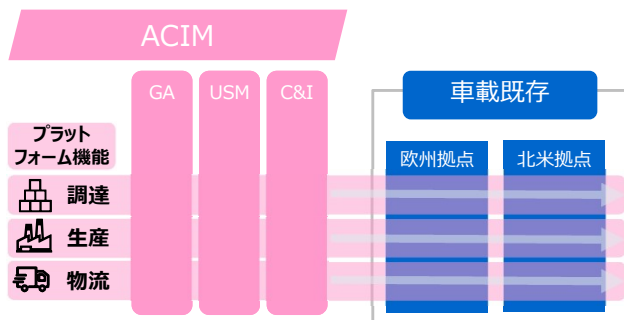 ACIM
GA
USM
C&I
車載既存
プラット
フォーム機能
欧州拠点
北米拠点
調達
生産
物流